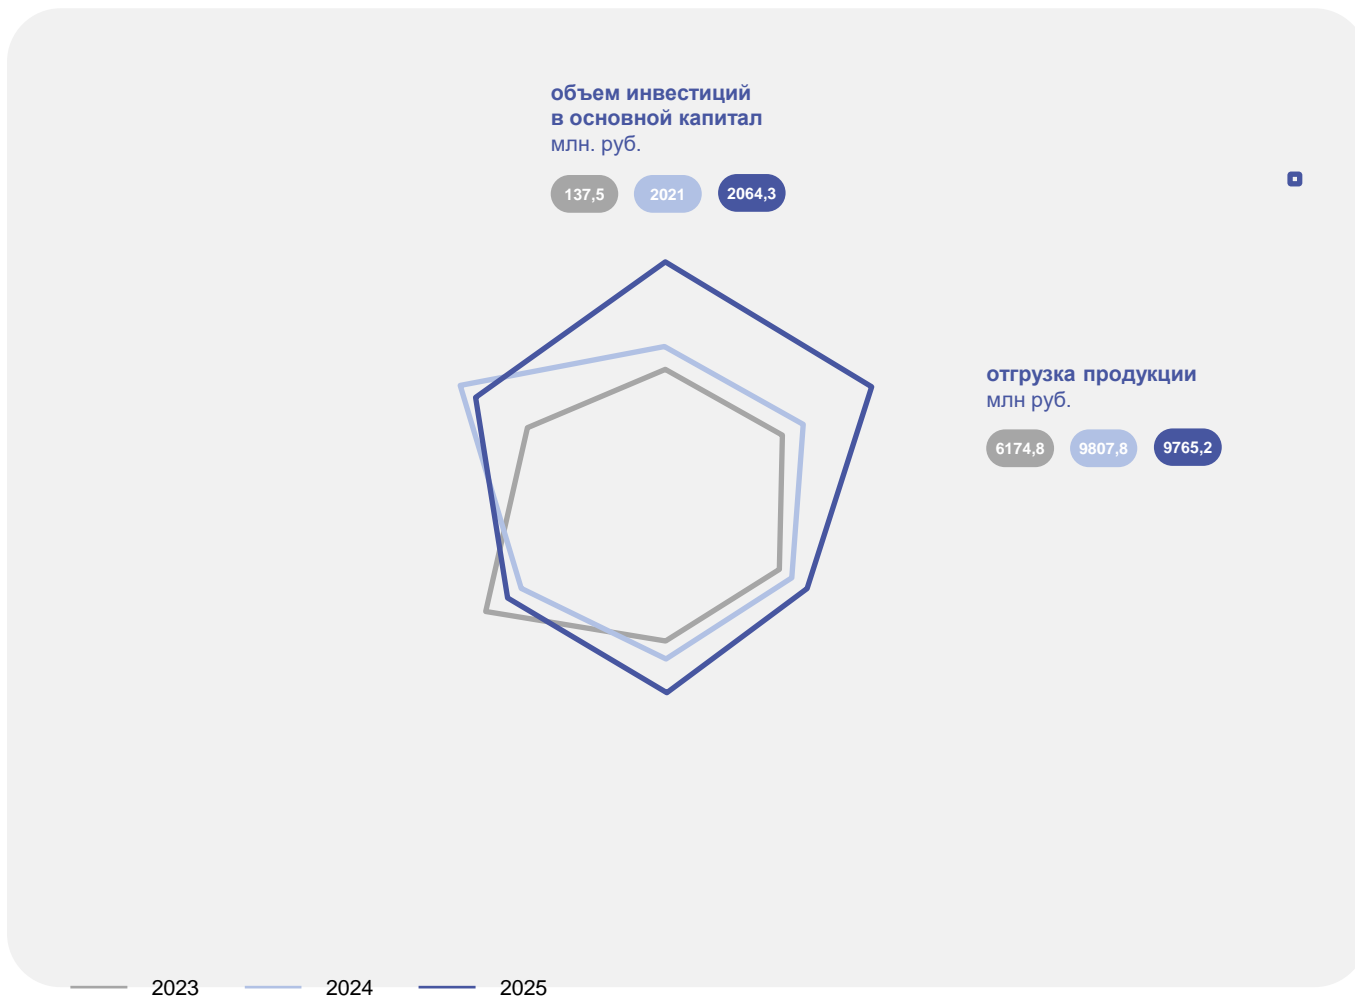 объем инвестиций
в основной капитал
млн. руб.
137,5 2021 2064,3
отгрузка продукции
млн руб.
6174,8 9807,8 9765,2
2023 2024 2025